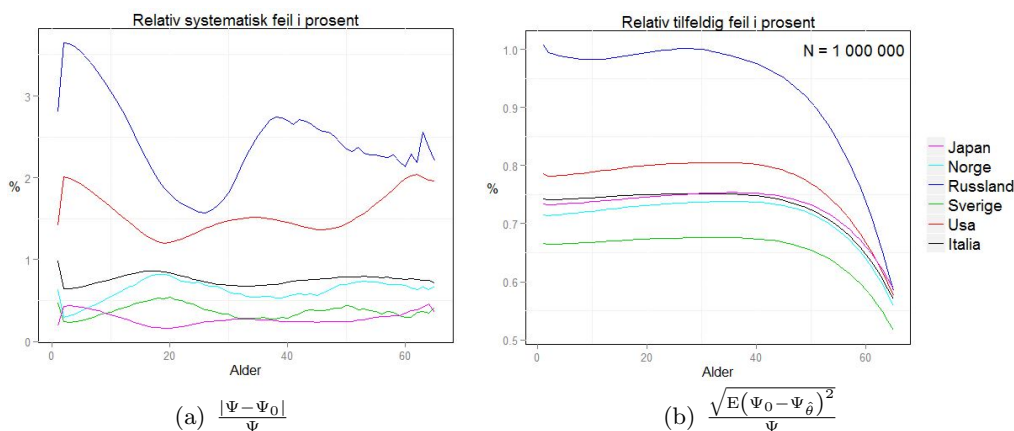 Relativ systematisk feil i prosent
3
2
1
0
%
0 20 40 60
Alder
(a) |Ψ−Ψ0| / Ψ
Relativ tilfeldig feil i prosent
N = 1 000 000
1.0
0.9
0.8
0.7
0.6
0.5
%
0 20 40 60
Alder
(b) √E(Ψ0−Ψθ̂)² / Ψ
Japan
Norge
Russland
Sverige
Usa
Italia